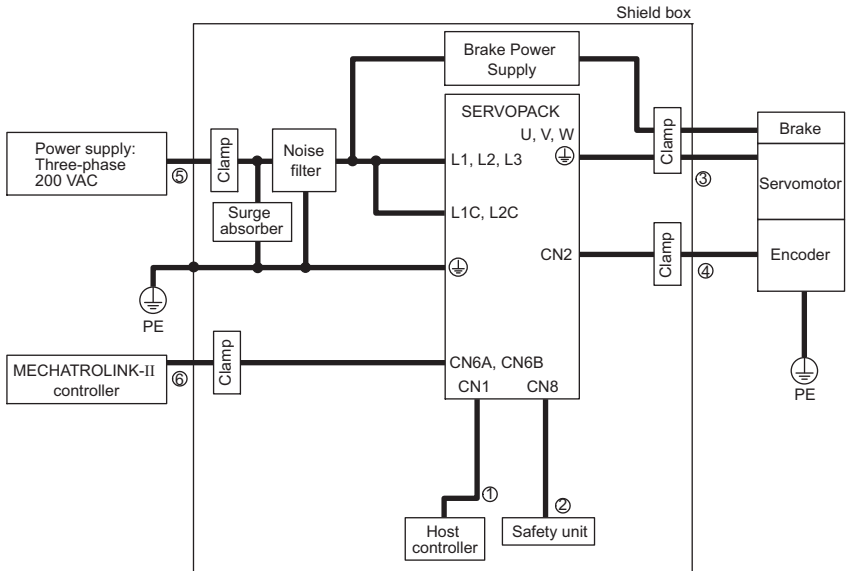 Shield box
Brake Power
Supply
SERVOPACK
U, V, W
Power supply:
Three-phase
200 VAC
⑤
Clamp
Noise
filter
L1, L2, L3
Clamp
③
Brake
Servomotor
Surge
absorber
L1C, L2C
CN2
Clamp
④
Encoder
PE
PE
MECHATROLINK-II
controller
⑥
Clamp
CN6A, CN6B
CN1
CN8
①
②
Host
controller
Safety unit